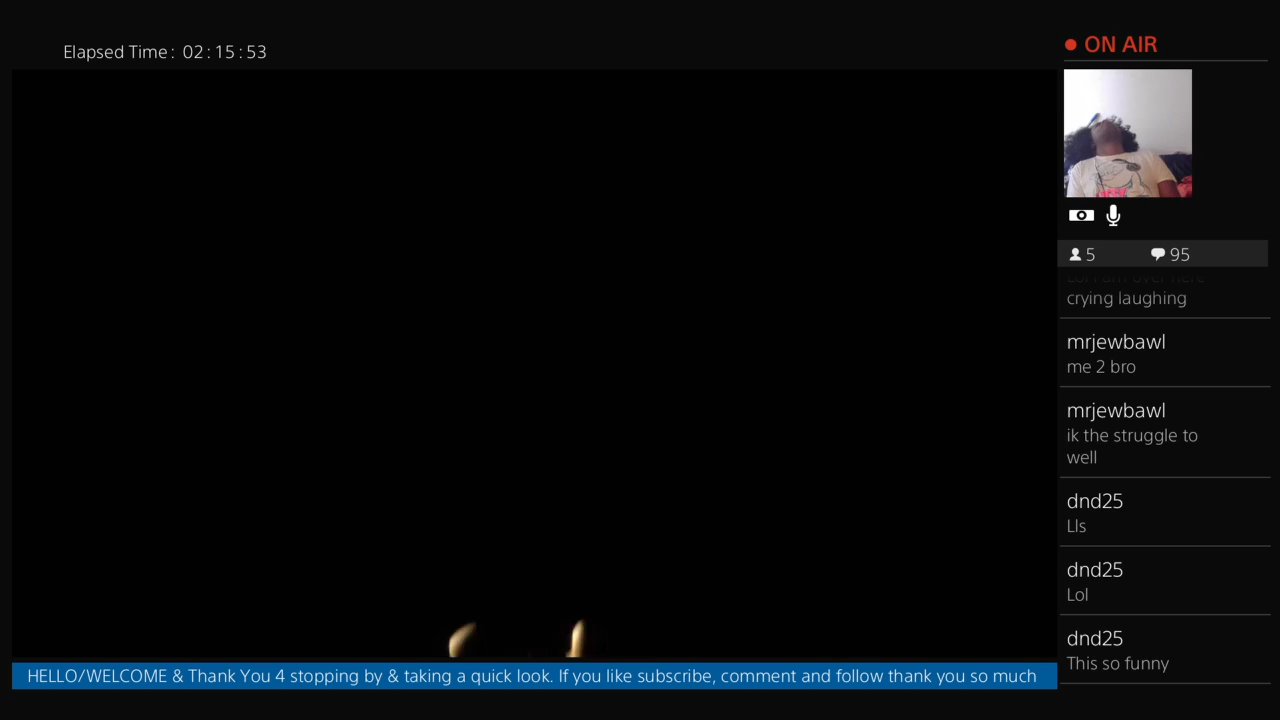 Elapsed Time: 02:15:53
ON AIR
5
95
crying laughing
mrjewbawl
me 2 bro
mrjewbawl
ik the struggle to
well
dnd25
Lls
dnd25
Lol
dnd25
This so funny
HELLO/WELCOME & Thank You 4 stopping by & taking a quick look. If you like subscribe, comment and follow thank you so much